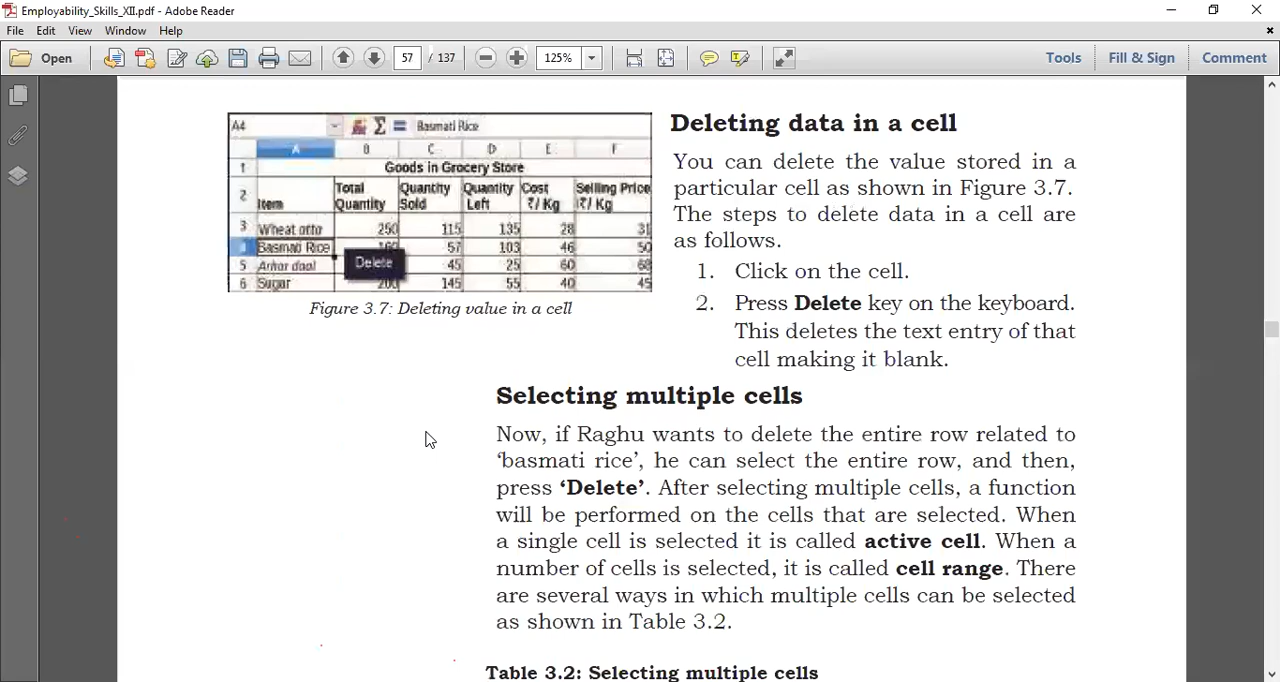 Employability_Skills_XII.pdf - Adobe Reader
File Edit View Window Help
Open 57 / 137 125% Tools Fill & Sign Comment
A4 Basmati Rice
A B C D E F
1 Goods in Grocery Store
2 Item Total Quantity Quantity Sold Quantity Left Cost ₹/ Kg Selling Price ₹/ Kg
3 Wheat atta 250 115 135 28 31
4 Basmati Rice 160 57 103 46 50
5 Arhar daal 45 25 60 68
6 Sugar 200 145 55 40 45
Delete
Figure 3.7: Deleting value in a cell
Deleting data in a cell
You can delete the value stored in a
particular cell as shown in Figure 3.7.
The steps to delete data in a cell are
as follows.
1. Click on the cell.
2. Press Delete key on the keyboard.
This deletes the text entry of that
cell making it blank.
Selecting multiple cells
Now, if Raghu wants to delete the entire row related to
‘basmati rice’, he can select the entire row, and then,
press ‘Delete’. After selecting multiple cells, a function
will be performed on the cells that are selected. When
a single cell is selected it is called active cell. When a
number of cells is selected, it is called cell range. There
are several ways in which multiple cells can be selected
as shown in Table 3.2.
Table 3.2: Selecting multiple cells